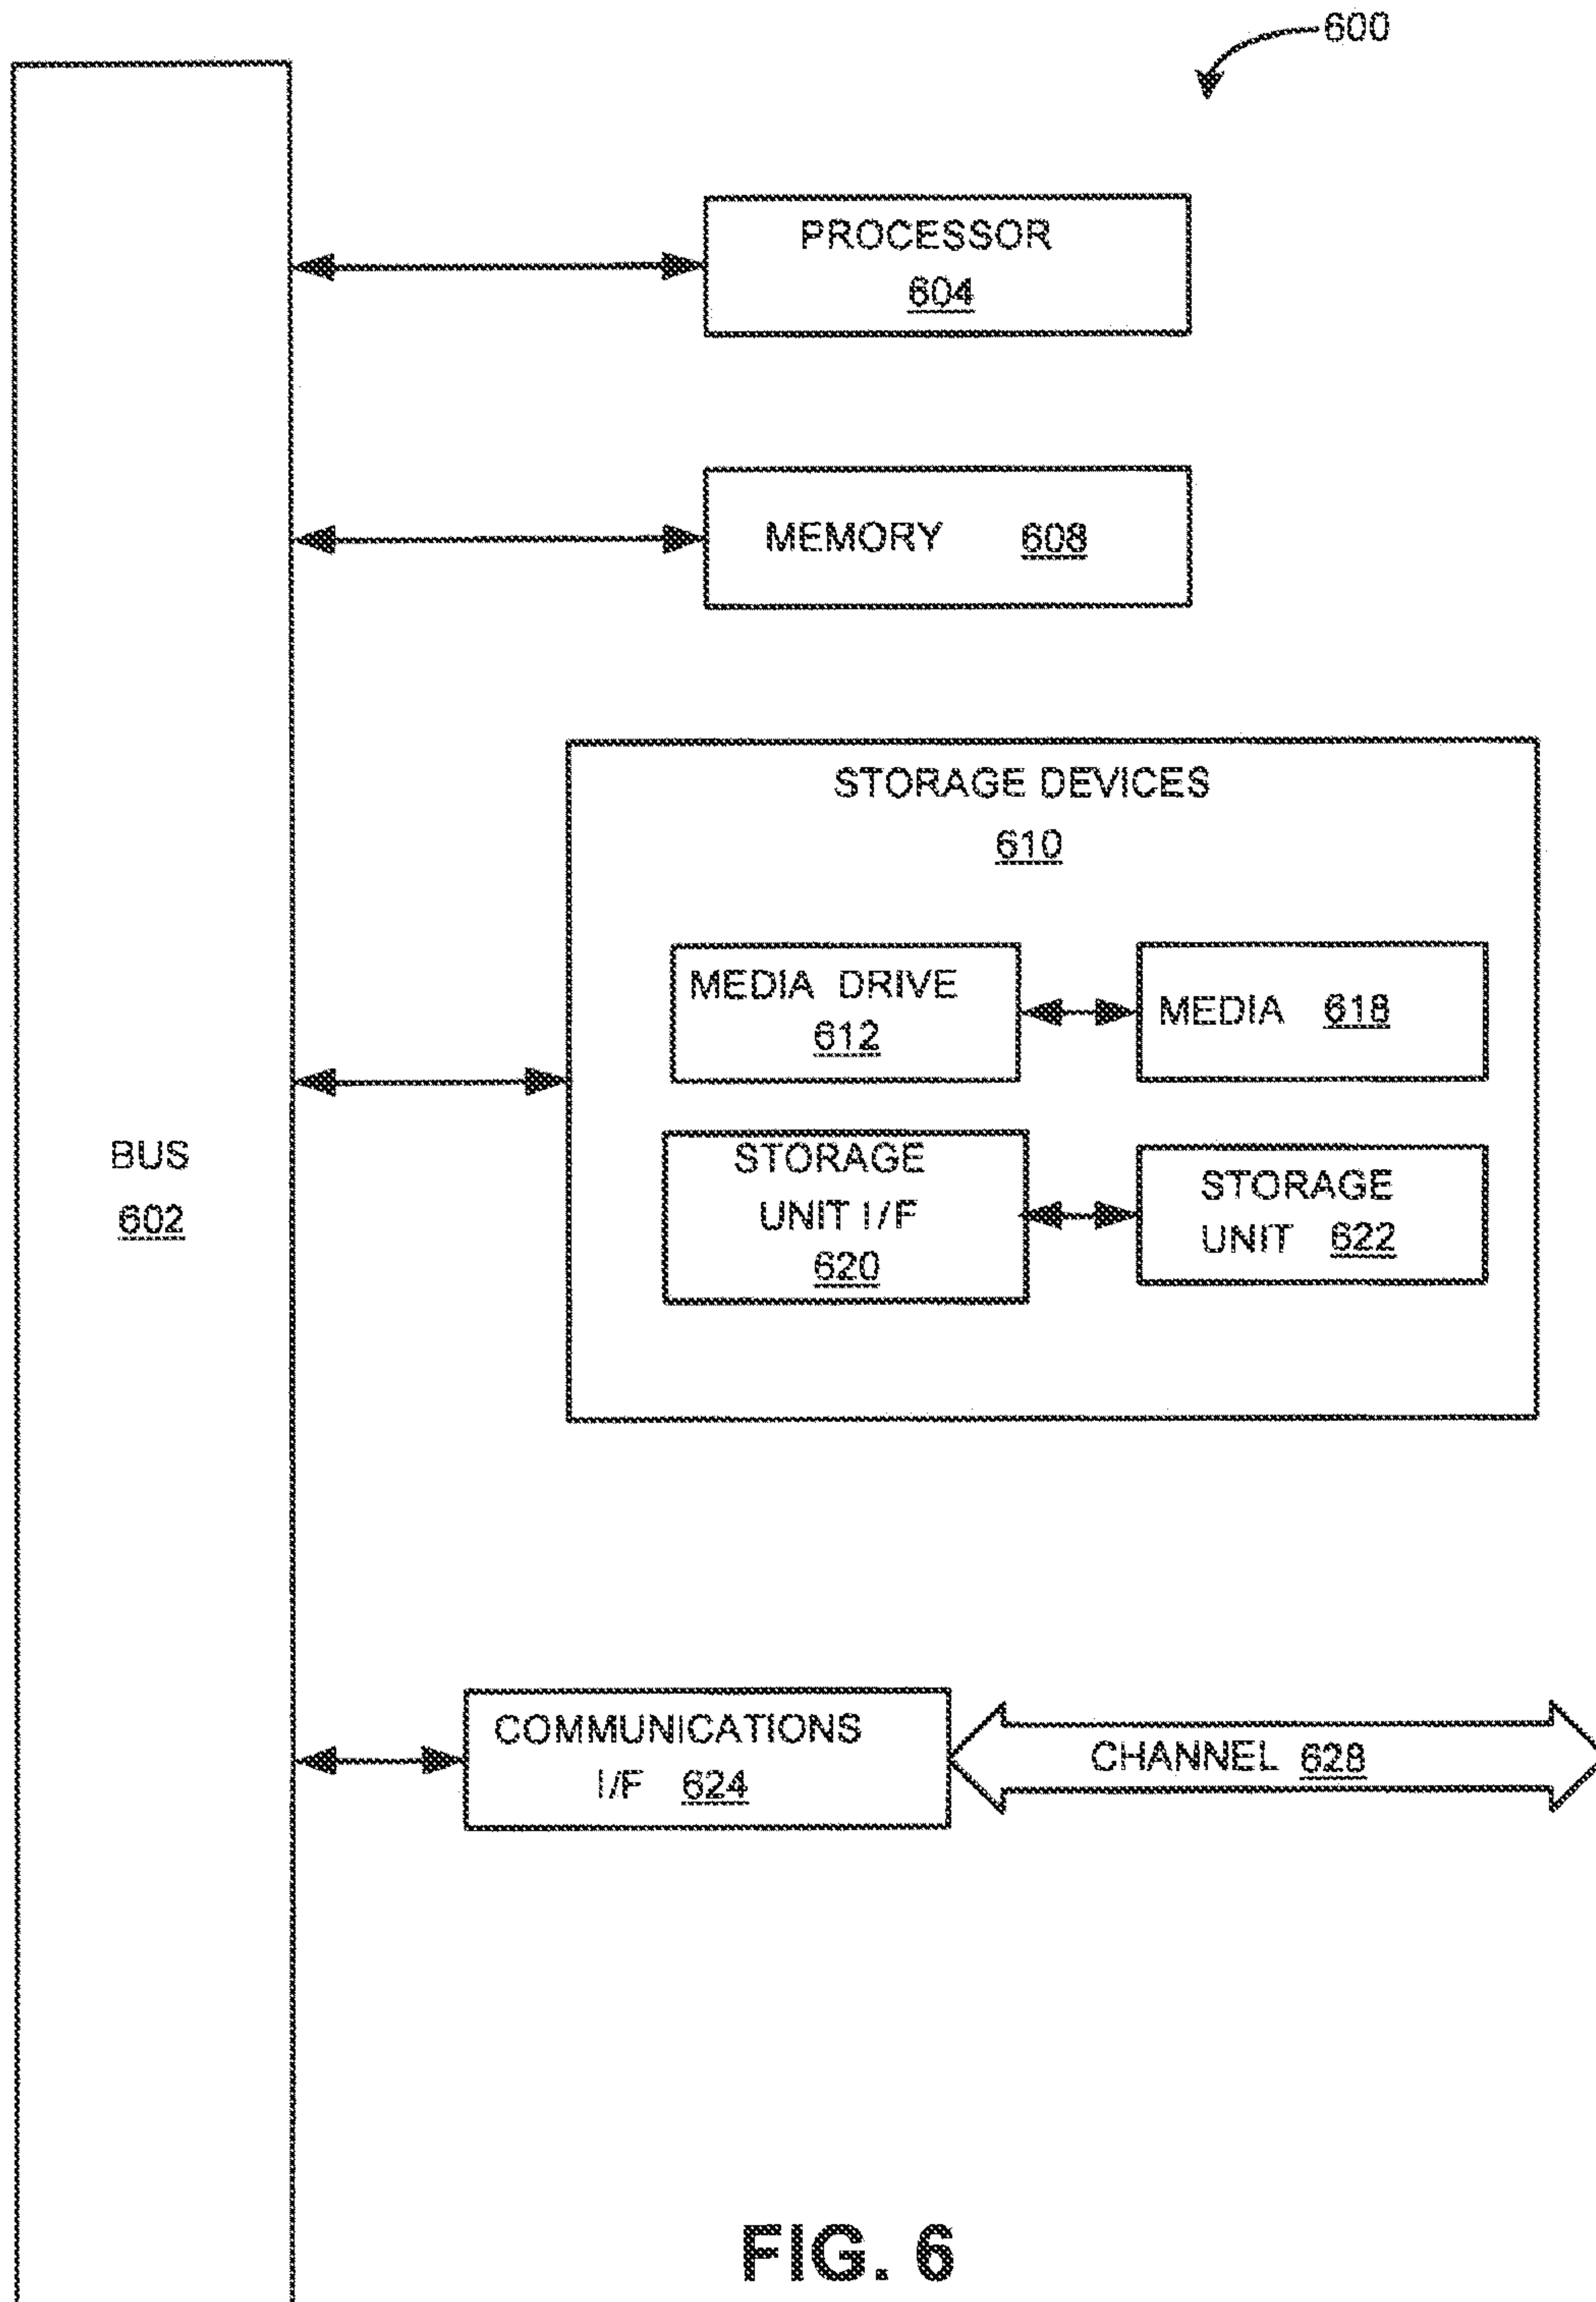 600
PROCESSOR
604
MEMORY 608
STORAGE DEVICES
610
MEDIA DRIVE
612
MEDIA 618
BUS
602
STORAGE
UNIT I/F
620
STORAGE
UNIT 622
COMMUNICATIONS
I/F 624
CHANNEL 628
FIG. 6